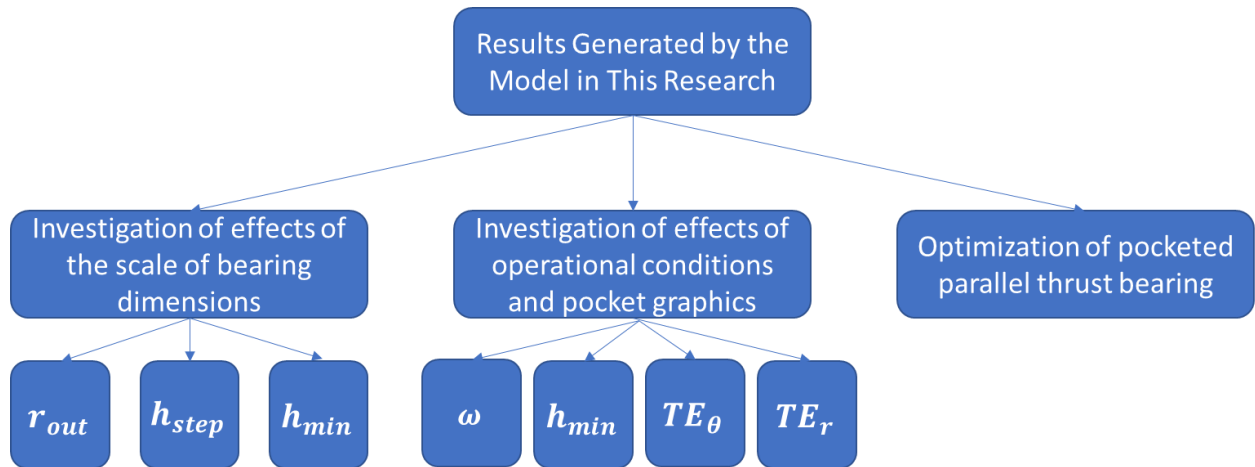 Results Generated by the
Model in This Research
Investigation of effects of
the scale of bearing
dimensions
Investigation of effects of
operational conditions
and pocket graphics
Optimization of pocketed
parallel thrust bearing
r_out
h_step
h_min
ω
h_min
TE_θ
TE_r